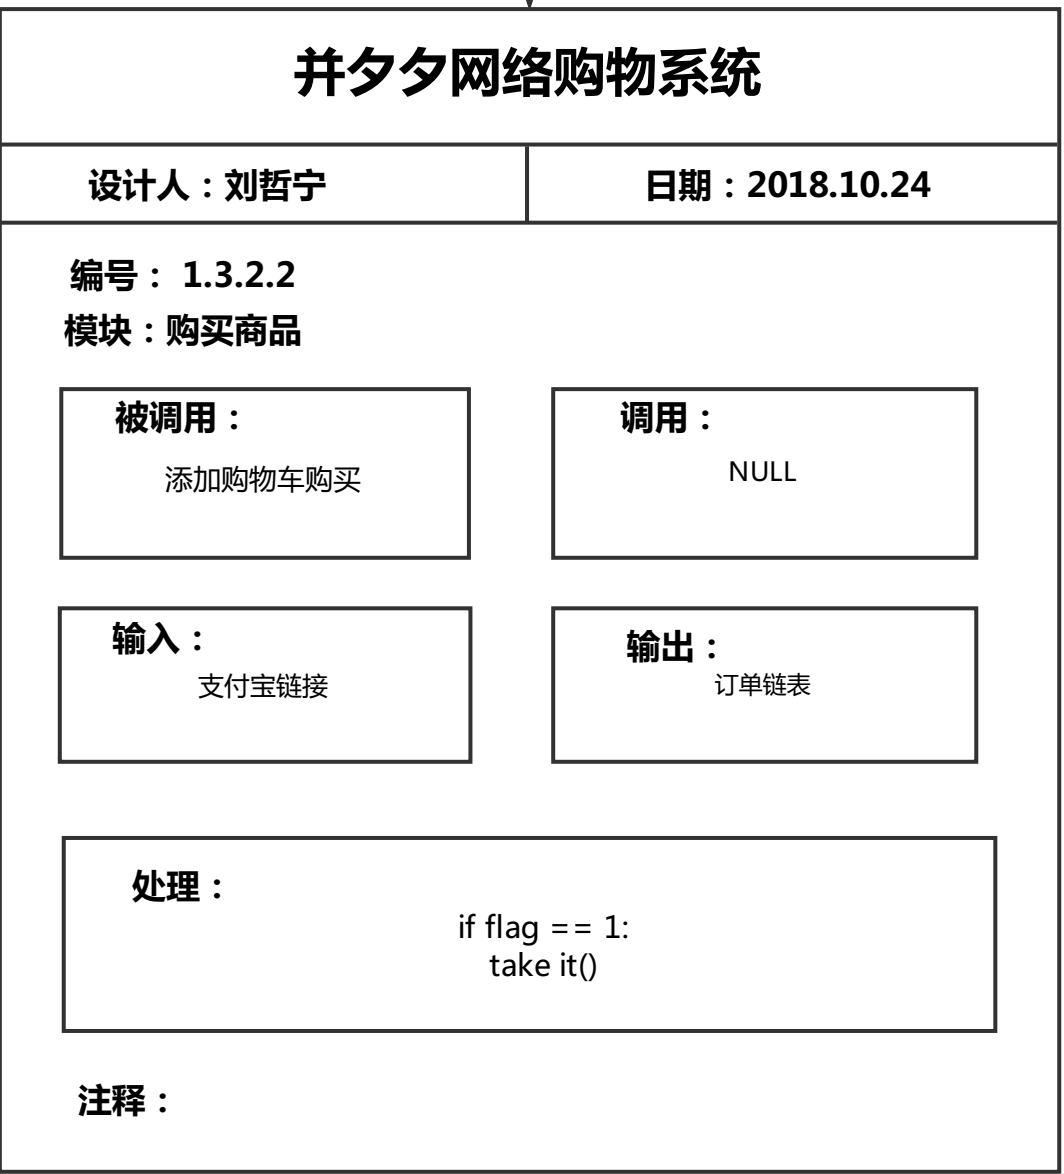 并夕夕网络购物系统
设计人：刘哲宁
日期：2018.10.24
编号： 1.3.2.2
模块：购买商品
被调用：
添加购物车购买
调用：
NULL
输入：
支付宝链接
输出：
订单链表
处理：
if flag == 1:
take it()
注释：